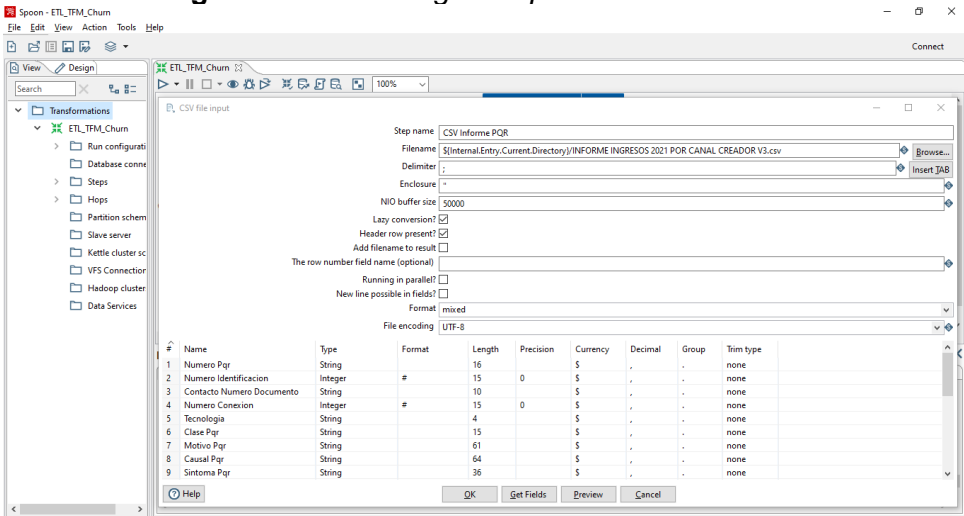 Spoon - ETL_TFM_Churn
File Edit View Action Tools Help
Connect
View Design
ETL_TFM_Churn
Search
100%
Transformations
ETL_TFM_Churn
Run configurati
Database conne
Steps
Hops
Partition schem
Slave server
Kettle cluster sc
VFS Connection
Hadoop cluster
Data Services
CSV file input
Step name CSV Informe PQR
Filename ${Internal.Entry.Current.Directory}/INFORME INGRESOS 2021 POR CANAL CREADOR V3.csv Browse...
Delimiter ; Insert TAB
Enclosure "
NIO buffer size 50000
Lazy conversion?
Header row present?
Add filename to result
The row number field name (optional)
Running in parallel?
New line possible in fields?
Format mixed
File encoding UTF-8
# Name Type Format Length Precision Currency Decimal Group Trim type
1 Numero Pqr String 16 $ , . none
2 Numero Identificacion Integer # 15 0 $ , . none
3 Contacto Numero Documento String 10 $ , . none
4 Numero Conexion Integer # 15 0 $ , . none
5 Tecnologia String 4 $ , . none
6 Clase Pqr String 15 $ , . none
7 Motivo Pqr String 61 $ , . none
8 Causal Pqr String 64 $ , . none
9 Sintoma Pqr String 36 $ , . none
Help OK Get Fields Preview Cancel